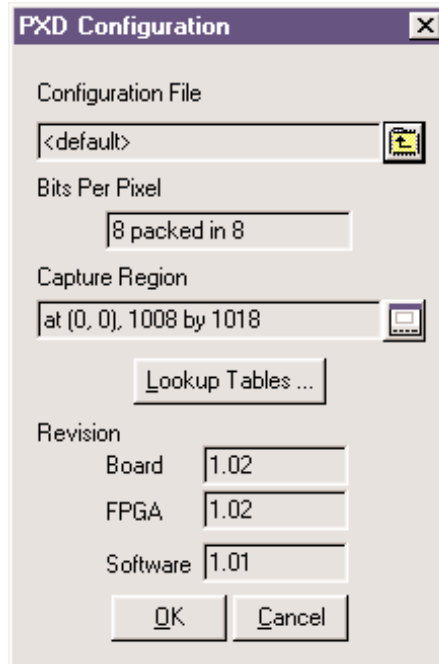 PXD Configuration
Configuration File
<default>
Bits Per Pixel
8 packed in 8
Capture Region
at (0, 0), 1008 by 1018
Lookup Tables ...
Revision
Board 1.02
FPGA 1.02
Software 1.01
OK Cancel